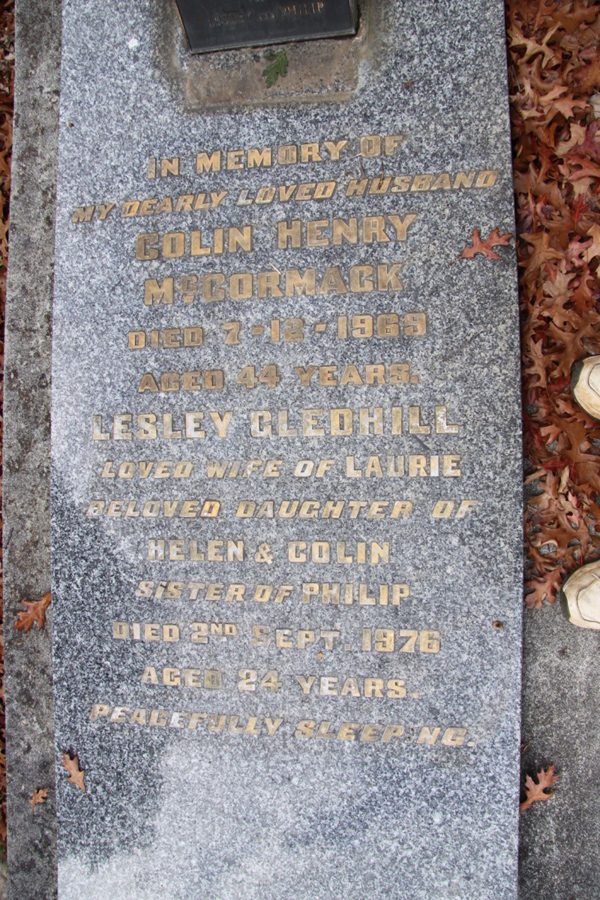 PHILIP
IN MEMORY OF
MY DEARLY LOVED HUSBAND
COLIN HENRY
McCORMACK
DIED 7-12-1969
AGED 44 YEARS.
LESLEY GLEDHILL
LOVED WIFE OF LAURIE
BELOVED DAUGHTER OF
HELEN & COLIN
SISTER OF PHILIP
DIED 2ND SEPT. 1976
AGED 24 YEARS.
PEACEFULLY SLEEPING.